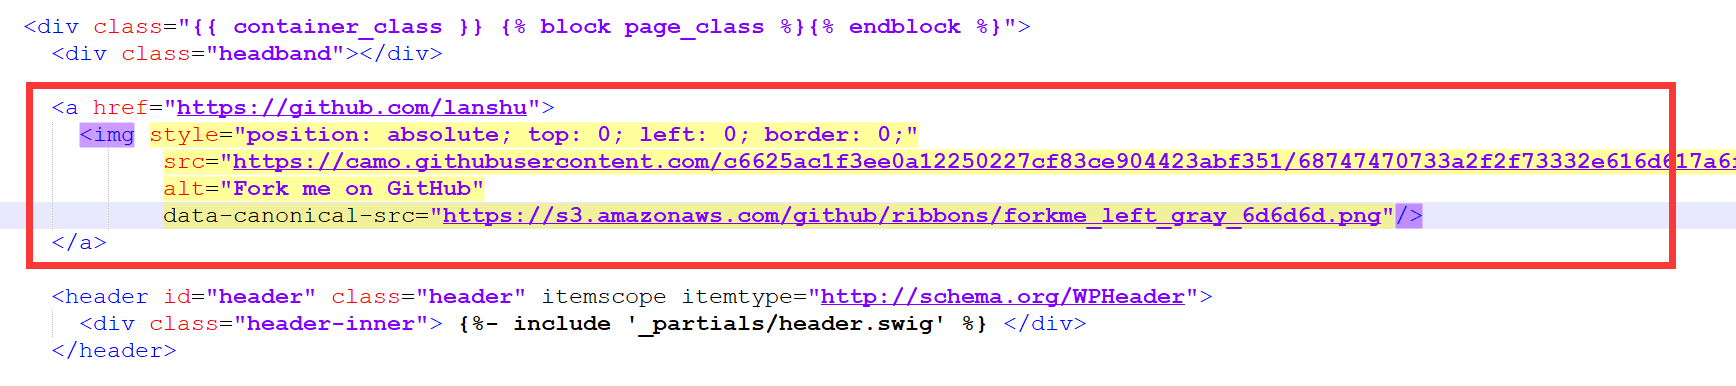 <div class="{{ container_class }} {% block page_class %}{% endblock %}">
<div class="headband"></div>
<a href="https://github.com/lanshu">
<img style="position: absolute; top: 0; left: 0; border: 0;"
src="https://camo.githubusercontent.com/c6625ac1f3ee0a12250227cf83ce904423abf351/68747470733a2f2f73332e616d617a6
alt="Fork me on GitHub"
data-canonical-src="https://s3.amazonaws.com/github/ribbons/forkme_left_gray_6d6d6d.png"/>
</a>
<header id="header" class="header" itemscope itemtype="http://schema.org/WPHeader">
<div class="header-inner"> {%- include '_partials/header.swig' %} </div>
</header>